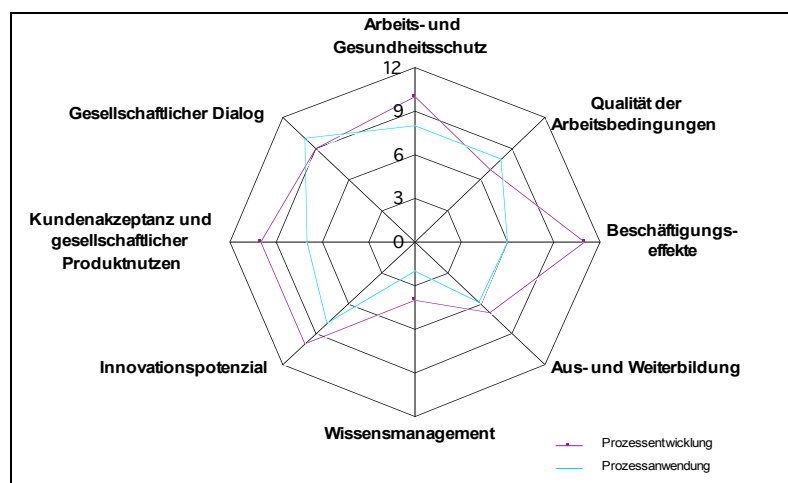 Arbeits- und
Gesundheitsschutz
12
9
6
3
0
Qualität der
Arbeitsbedingungen
Beschäftigungs-
effekte
Aus- und Weiterbildung
Wissensmanagement
Innovationspotenzial
Kundenakzeptanz und
gesellschaftlicher
Produktnutzen
Gesellschaftlicher Dialog
Prozessentwicklung
Prozessanwendung